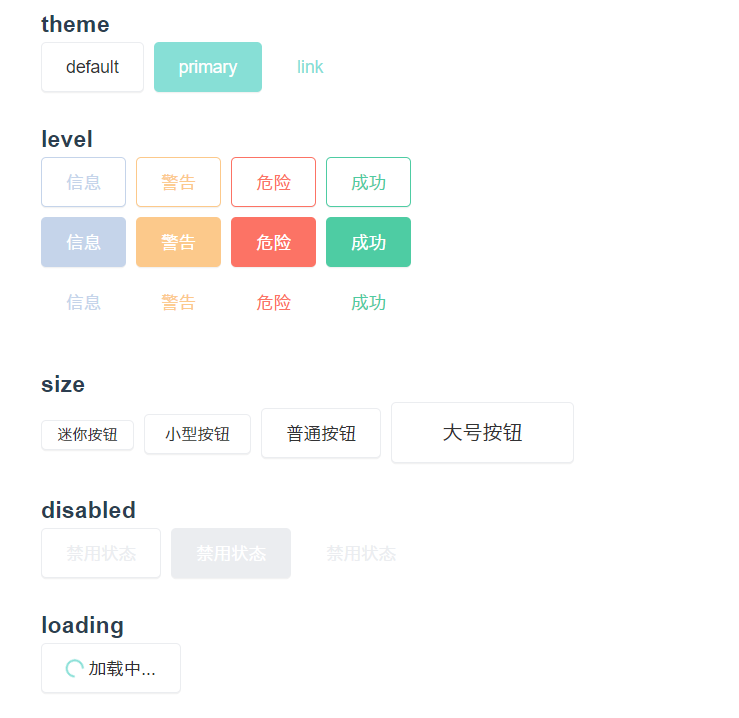 theme
default primary link
level
信息 警告 危险 成功
信息 警告 危险 成功
信息 警告 危险 成功
size
迷你按钮 小型按钮 普通按钮 大号按钮
disabled
禁用状态 禁用状态 禁用状态
loading
加载中...